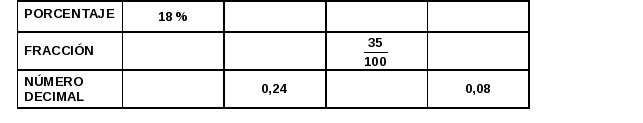 PORCENTAJE 18 %
FRACCIÓN 35/100
NÚMERO
DECIMAL 0,24 0,08